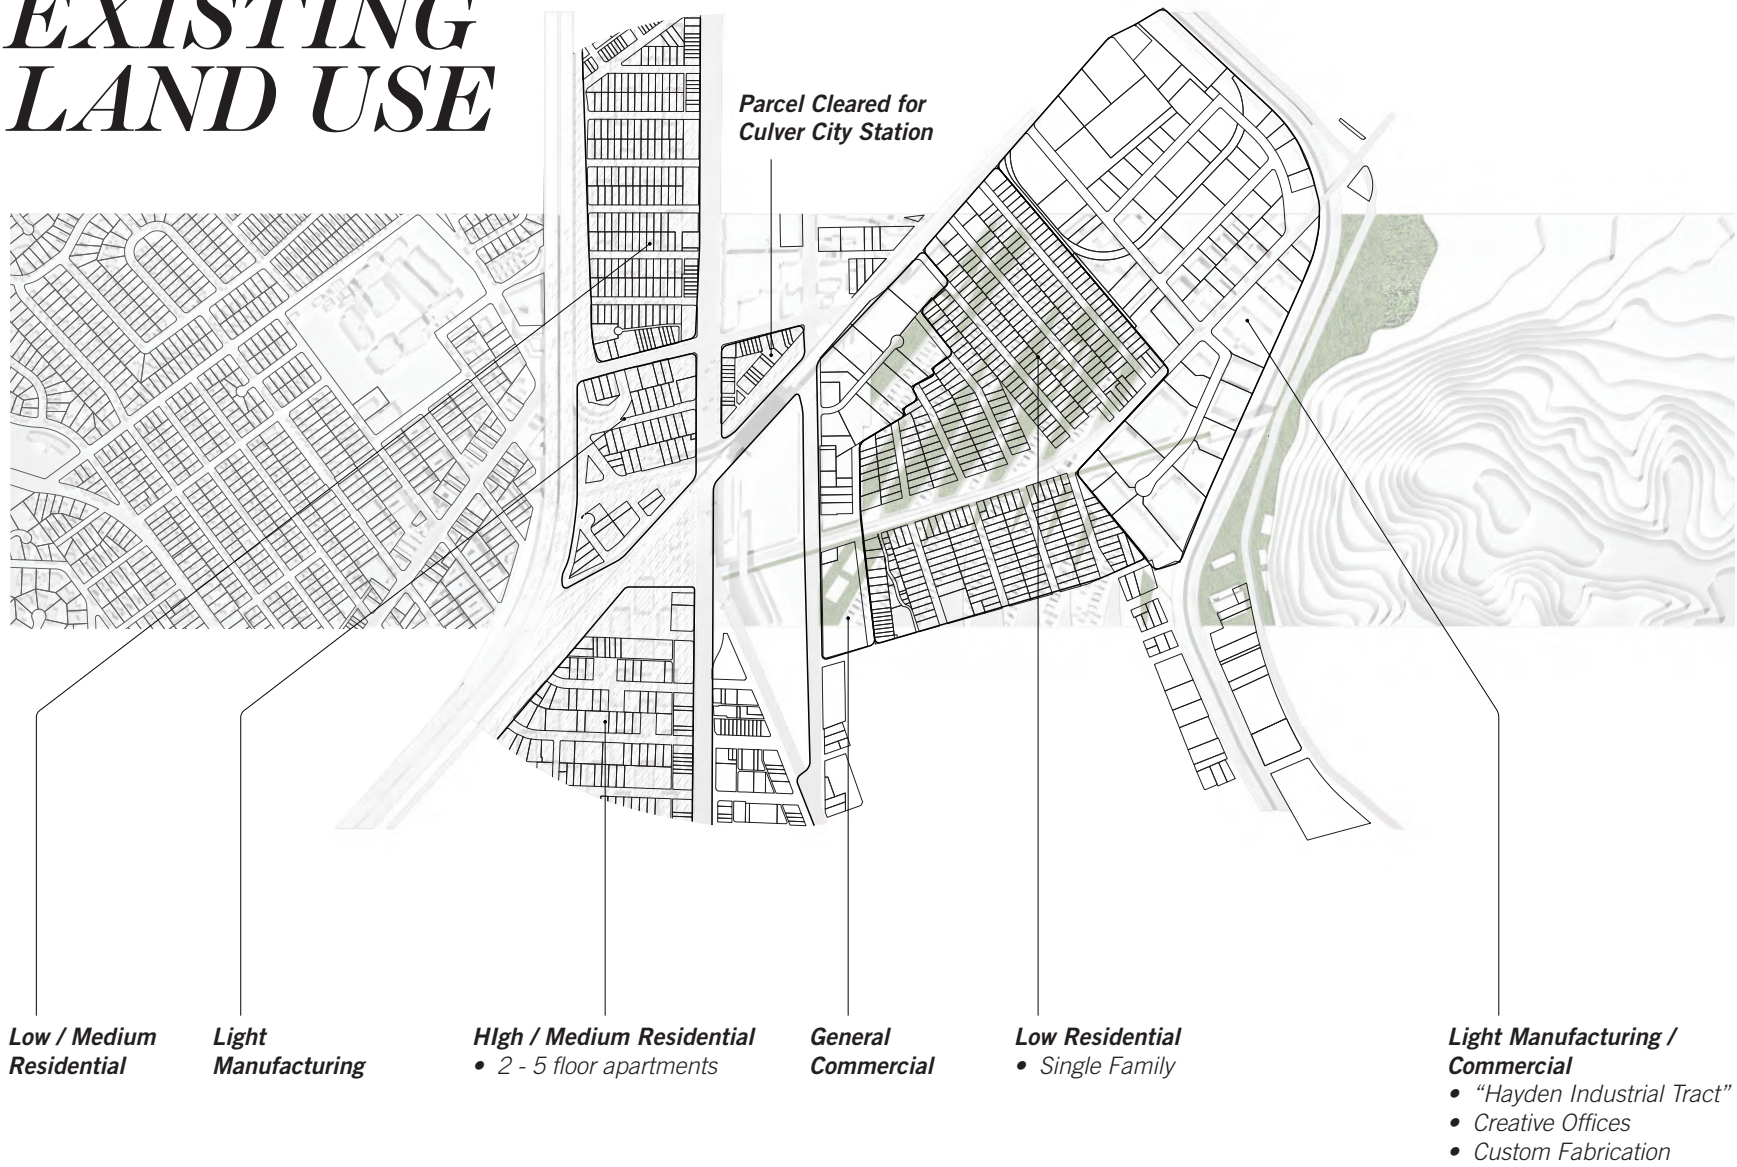 EXISTING
LAND USE
Parcel Cleared for
Culver City Station
Low / Medium
Residential
Light
Manufacturing
HIgh / Medium Residential
• 2 - 5 floor apartments
General
Commercial
Low Residential
• Single Family
Light Manufacturing /
Commercial
• “Hayden Industrial Tract”
• Creative Offices
• Custom Fabrication